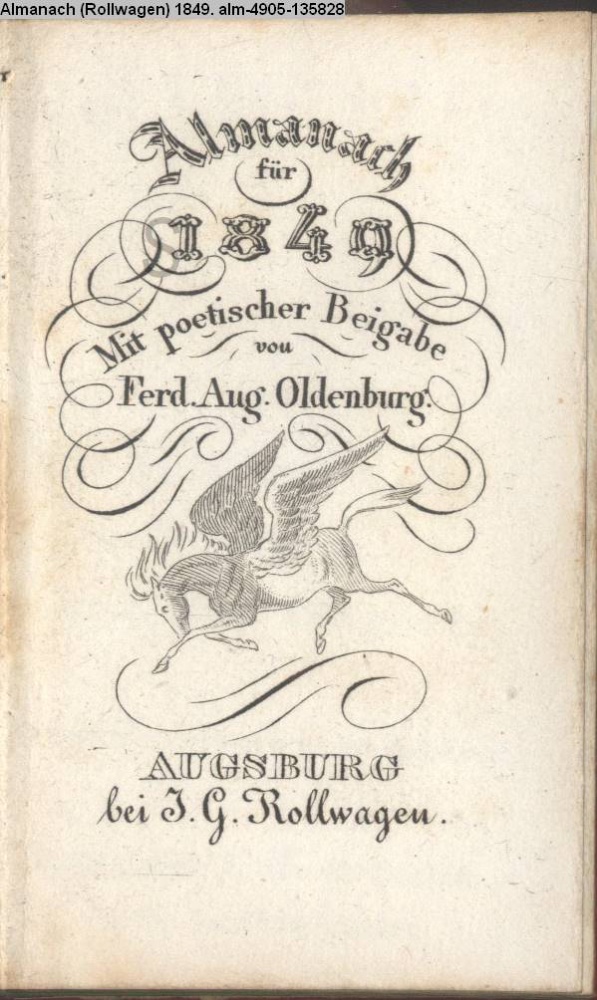 Almanach (Rollwagen) 1849. alm-4905-135828
Almanach
für
1849
Mit poetischer Beigabe
von
Ferd. Aug. Oldenburg.
AUGSBURG
bei J. G. Rollwagen.